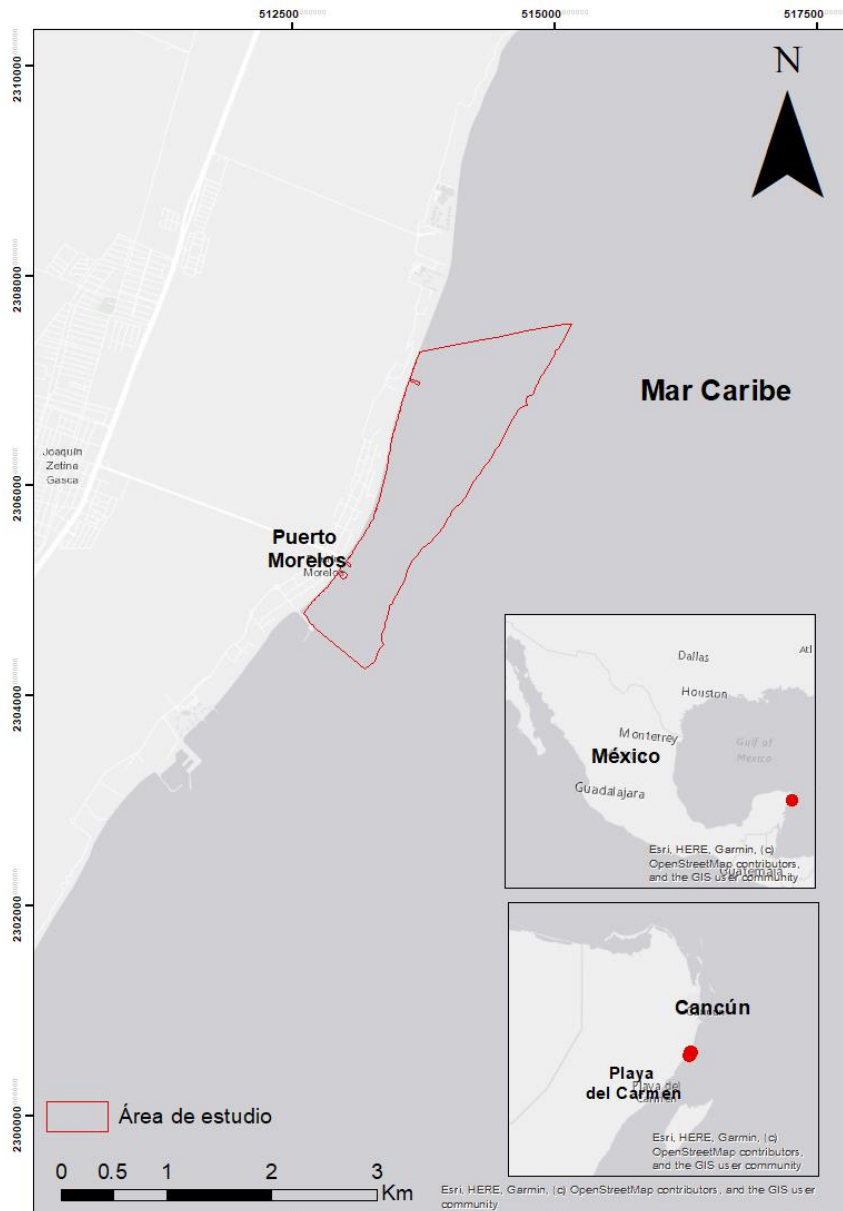 512500
515000
517500
2310000
2308000
2306000
2304000
2302000
2300000
N
Mar Caribe
Joaquín
Zetina
Gasca
Puerto
Morelos
Morelos
Dallas
Atl
Houston
Monterrey
México
Gulf of
Mexico
Guadalajara
Guatemala
Esri, HERE, Garmin, (c)
OpenStreetMap contributors,
and the GIS user community
Cancún
Playa
del Carmen
Playa del
Carmen
Esri, HERE, Garmin, (c)
OpenStreetMap contributors,
and the GIS user community
Área de estudio
0 0.5 1 2 3
Km
Esri, HERE, Garmin, (c) OpenStreetMap contributors, and the GIS user
community